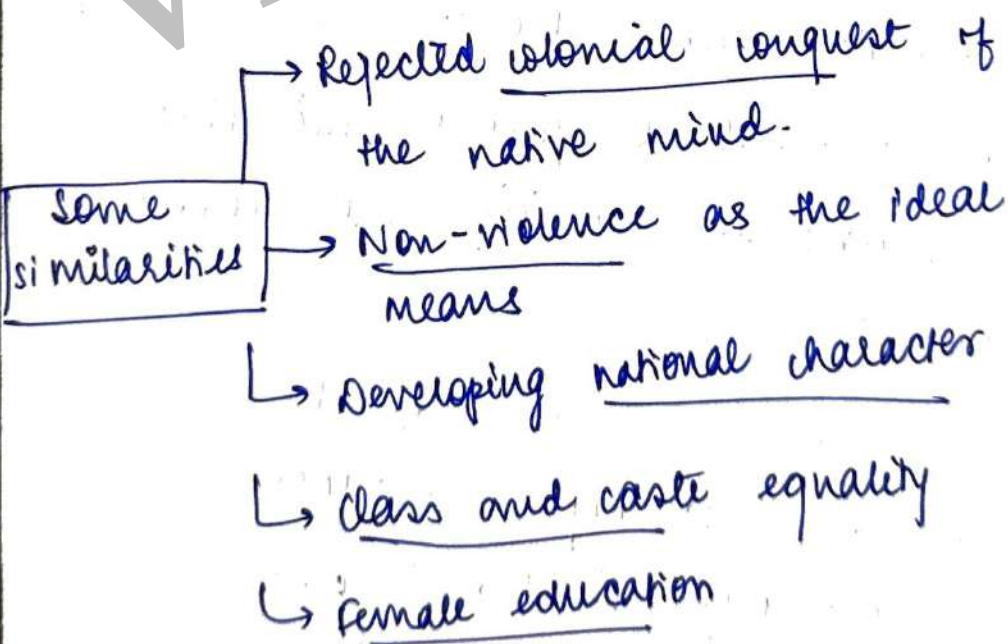 → Rejected colonial conquest of
the native mind.
Some
similarities
→ Non-violence as the ideal
means
↳ Developing national character
↳ Class and caste equality
↳ Female education